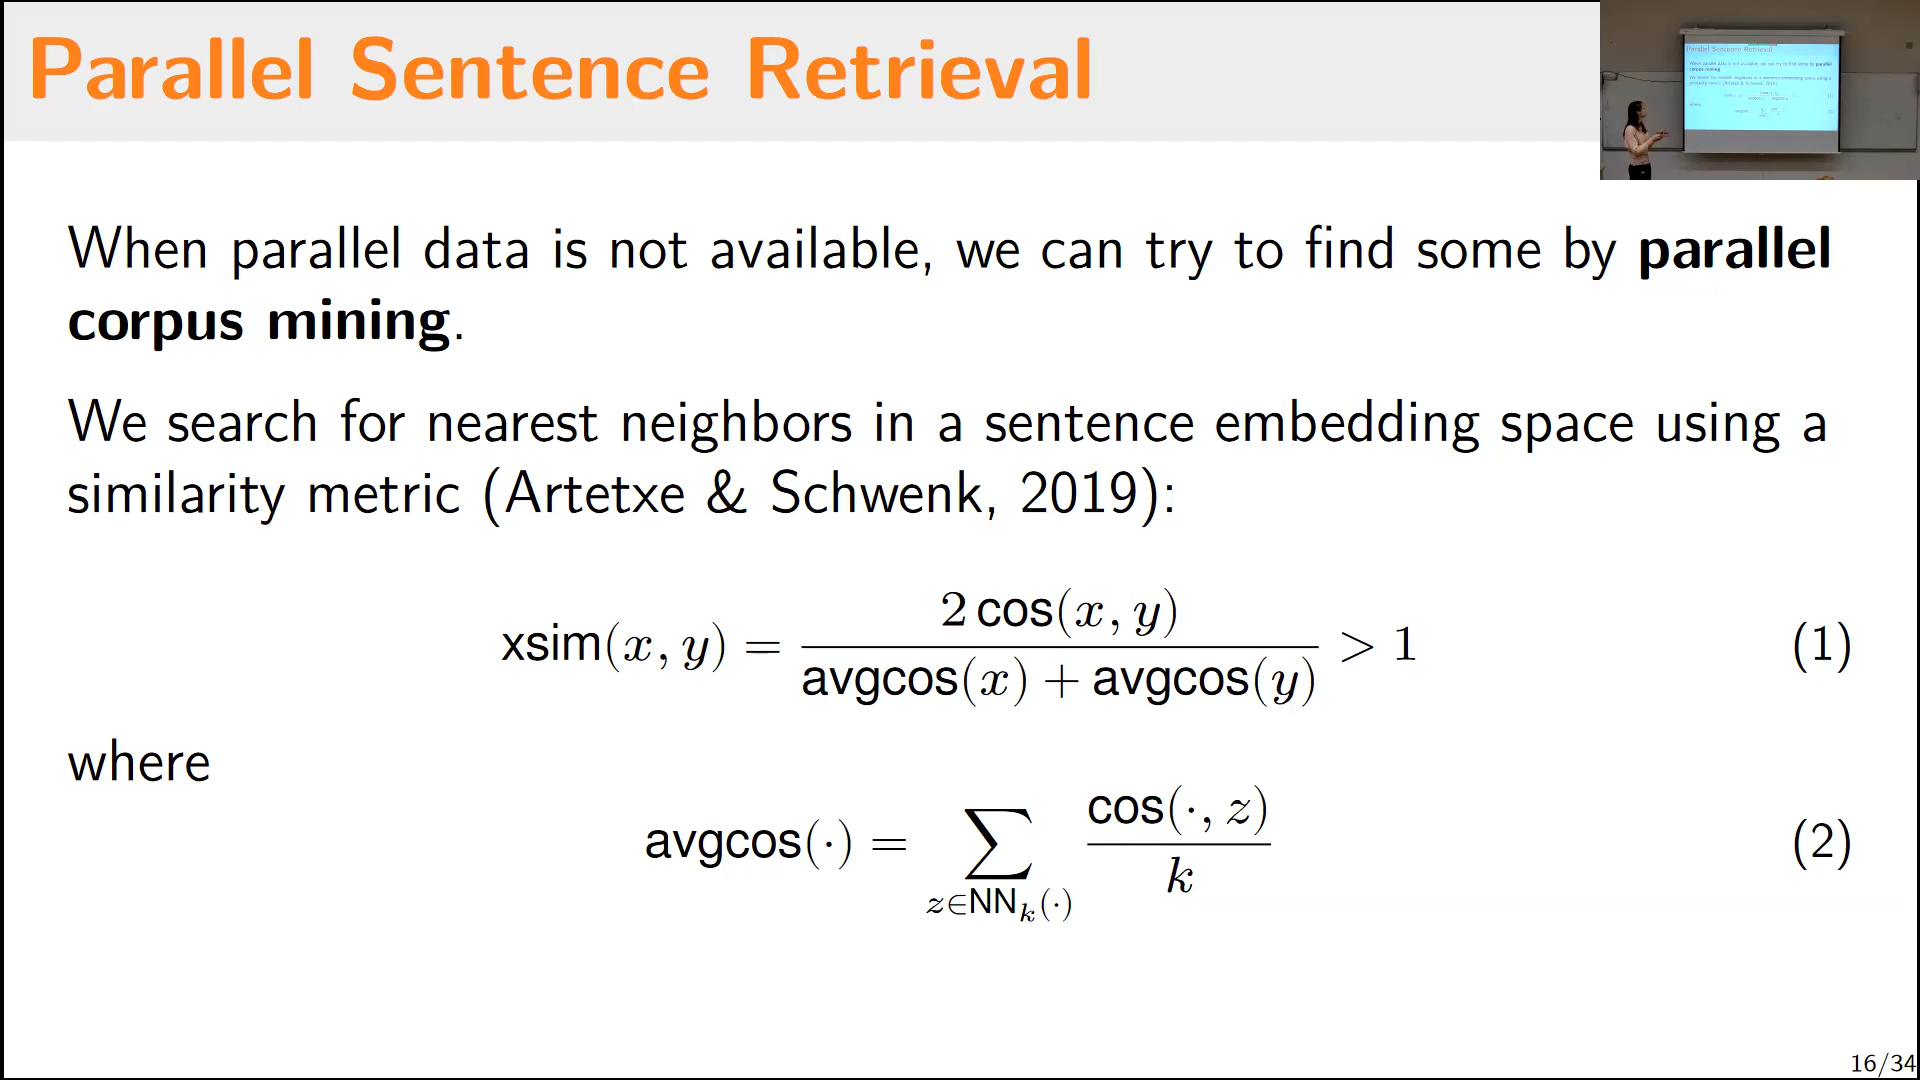 Parallel Sentence Retrieval
When parallel data is not available, we can try to find some by parallel
corpus mining.
We search for nearest neighbors in a sentence embedding space using a
similarity metric (Artetxe & Schwenk, 2019):
xsim(x, y) = 2 cos(x, y) / avgcos(x) + avgcos(y) > 1 (1)
where
avgcos(·) = ∑ z∈NN_k(·) cos(·, z) / k (2)
16/34